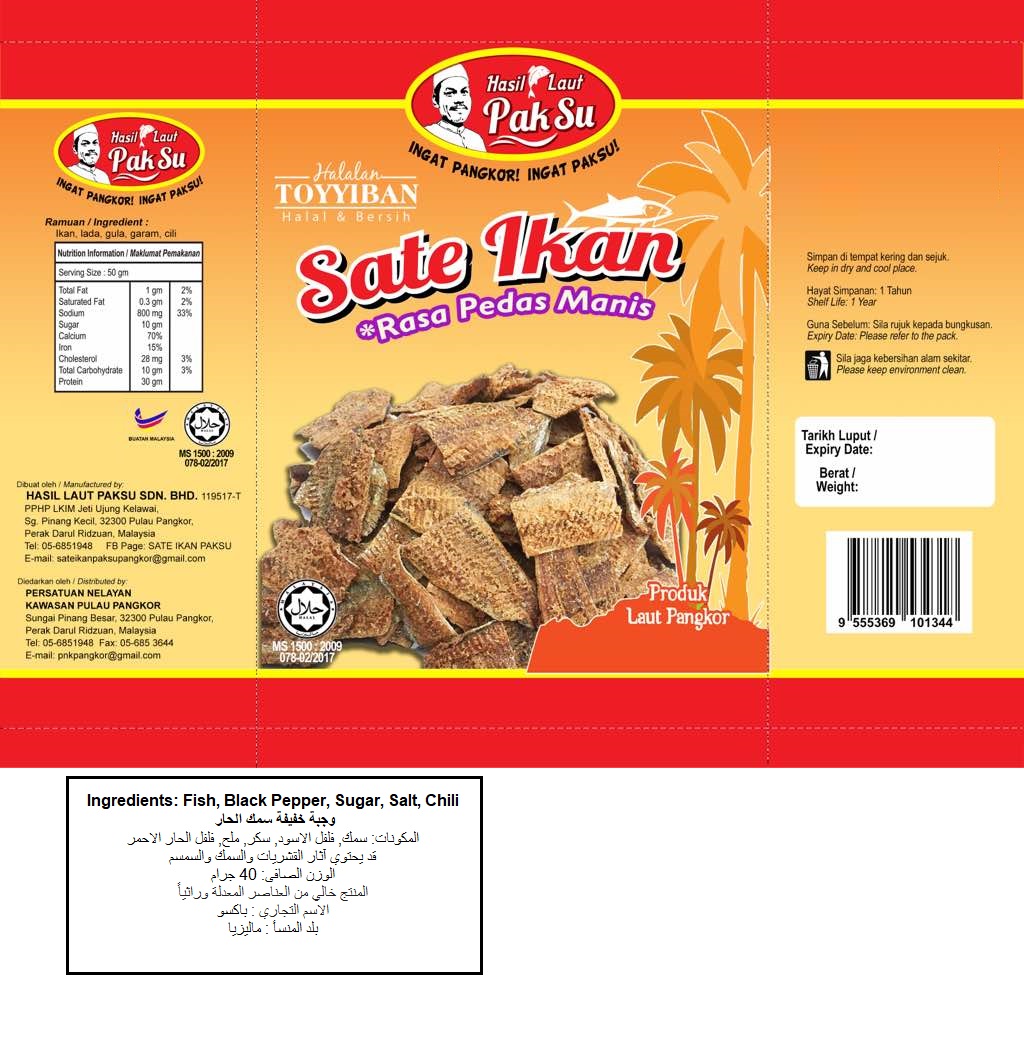 Hasil Laut
Pak Su
INGAT PANGKOR! INGAT PAKSU!
Ramuan / Ingredient :
Ikan, lada, gula, garam, cili
Nutrition Information / Maklumat Pemakanan
Serving Size : 50 gm
Total Fat 1 gm 2%
Saturated Fat 0.3 gm 2%
Sodium 800 mg 33%
Sugar 10 gm
Calcium 70%
Iron 15%
Cholesterol 28 mg 3%
Total Carbohydrate 10 gm 3%
Protein 30 gm
BUATAN MALAYSIA
حلال
MS 1500 : 2009
078-02/2017
Dibuat oleh / Manufactured by:
HASIL LAUT PAKSU SDN. BHD. 119517-T
PPHP LKIM Jeti Ujung Kelawai,
Sg. Pinang Kecil, 32300 Pulau Pangkor,
Perak Darul Ridzuan, Malaysia
Tel: 05-6851948 FB Page: SATE IKAN PAKSU
E-mail: sateikanpaksupangkor@gmail.com
Diedarkan oleh / Distributed by:
PERSATUAN NELAYAN
KAWASAN PULAU PANGKOR
Sungai Pinang Besar, 32300 Pulau Pangkor,
Perak Darul Ridzuan, Malaysia
Tel: 05-6851948 Fax: 05-685 3644
E-mail: pnkpangkor@gmail.com
Hasil Laut
Pak Su
INGAT PANGKOR! INGAT PAKSU!
Halalan
TOYYIBAN
Halal & Bersih
Sate Ikan
*Rasa Pedas Manis
MALAYSIA
حلال
MS 1500 : 2009
078-02/2017
Produk
Laut Pangkor
Simpan di tempat kering dan sejuk.
Keep in dry and cool place.
Hayat Simpanan: 1 Tahun
Shelf Life: 1 Year
Guna Sebelum: Sila rujuk kepada bungkusan.
Expiry Date: Please refer to the pack.
Sila jaga kebersihan alam sekitar.
Please keep environment clean.
Tarikh Luput /
Expiry Date:
Berat /
Weight:
9 555369 101344
Ingredients: Fish, Black Pepper, Sugar, Salt, Chili
وجبة خفيفة سمك الحار
المكونات: سمك, فلفل الاسود, سكر, ملح, فلفل الحار الاحمر
قد يحتوي آثار القشريات والسمك والسمسم
الوزن الصافى: 40 جرام
المنتج خالي من العناصر المعدلة وراثياً
الاسم التجاري : باكسو
بلد المنسأ : ماليزيا